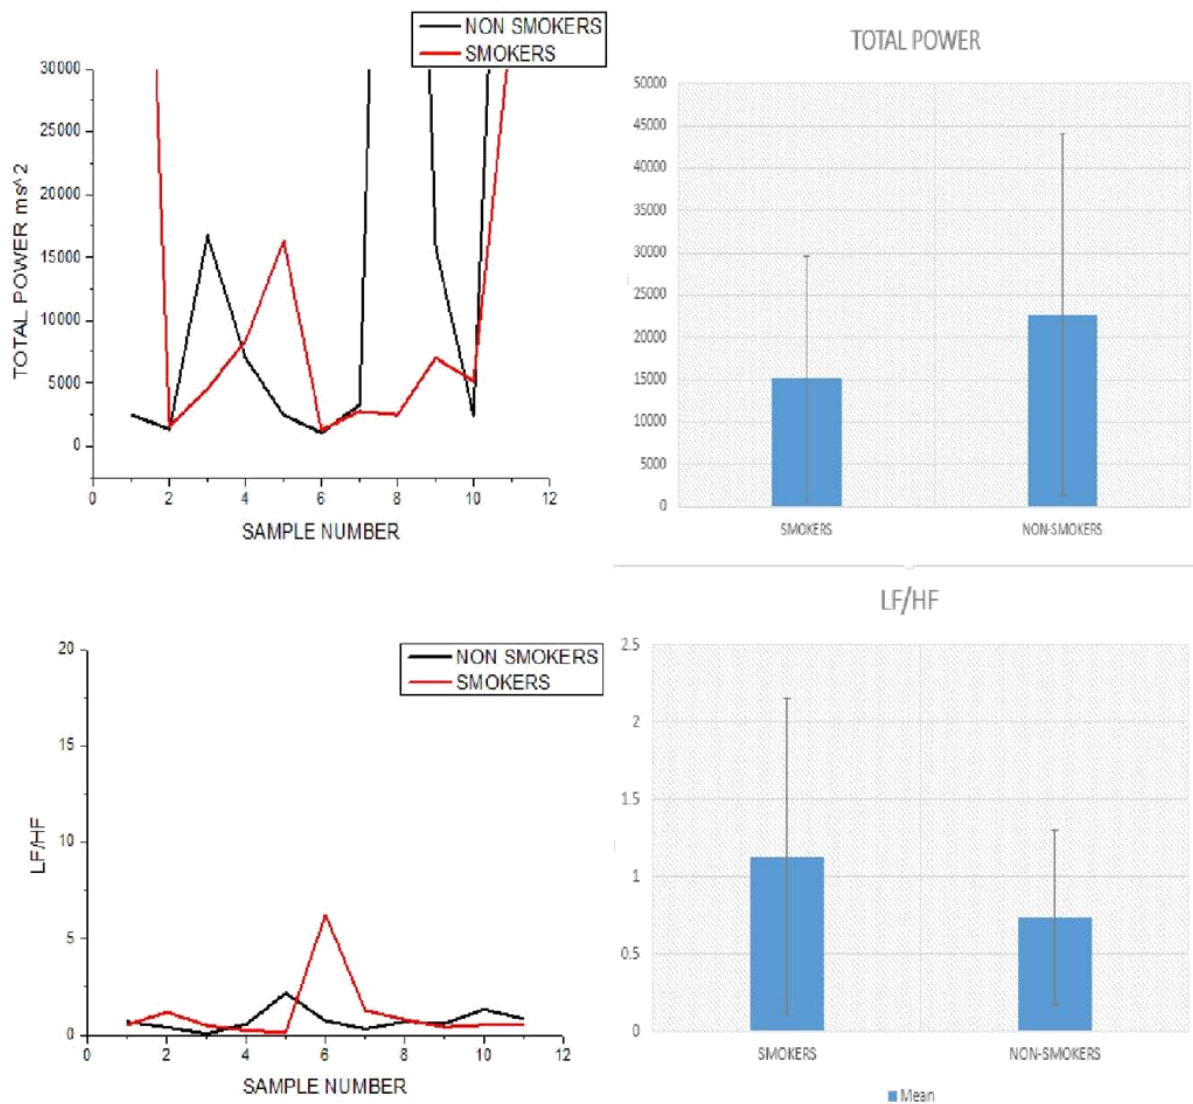 NON SMOKERS
SMOKERS
30000
25000
20000
15000
10000
5000
0
TOTAL POWER ms^2
0 2 4 6 8 10 12
SAMPLE NUMBER
TOTAL POWER
50000
45000
40000
35000
30000
25000
20000
15000
10000
5000
0
SMOKERS NON-SMOKERS
NON SMOKERS
SMOKERS
20
15
10
5
0
LF/HF
0 2 4 6 8 10 12
SAMPLE NUMBER
LF/HF
2.5
2
1.5
1
0.5
0
SMOKERS NON-SMOKERS
Mean